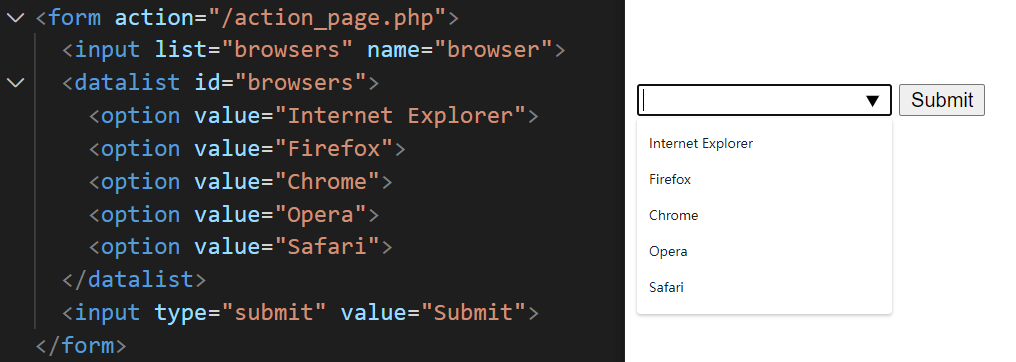 <form action="/action_page.php">
<input list="browsers" name="browser">
<datalist id="browsers">
<option value="Internet Explorer">
<option value="Firefox">
<option value="Chrome">
<option value="Opera">
<option value="Safari">
</datalist>
<input type="submit" value="Submit">
</form>
Submit
Internet Explorer
Firefox
Chrome
Opera
Safari